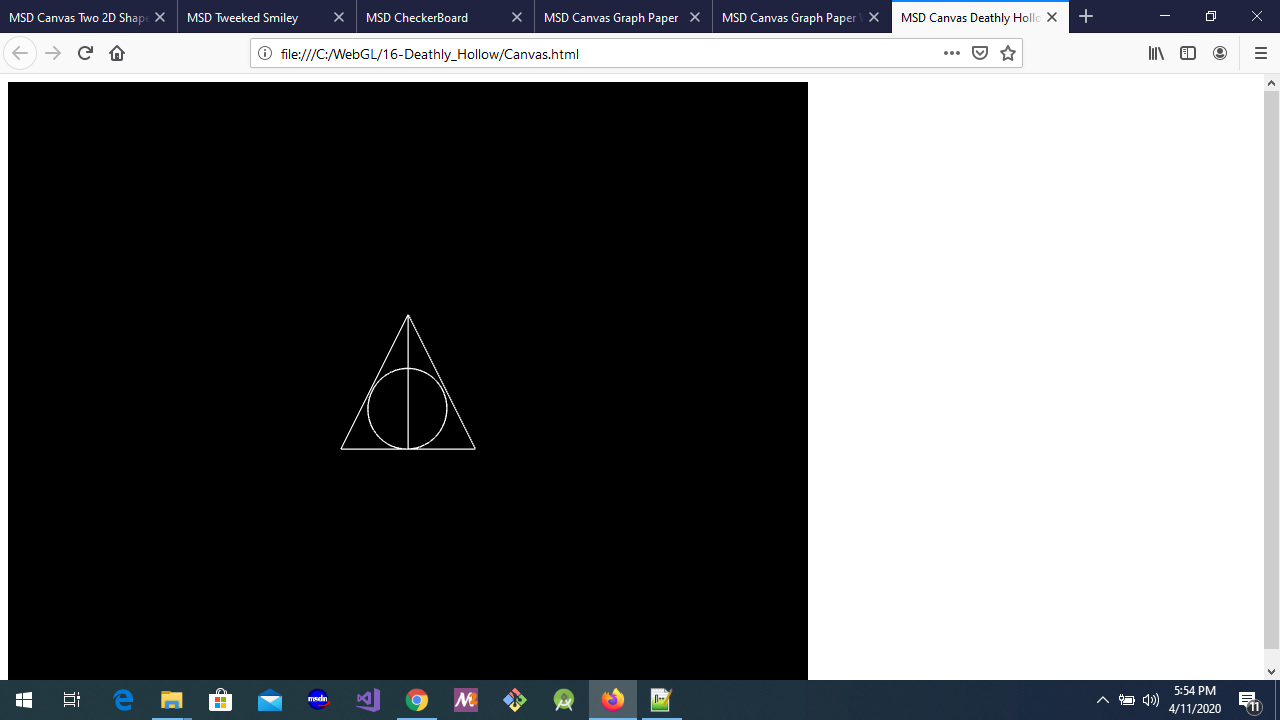 MSD Canvas Two 2D Shape
MSD Tweeked Smiley
MSD CheckerBoard
MSD Canvas Graph Paper
MSD Canvas Graph Paper
MSD Canvas Deathly Hollo
file:///C:/WebGL/16-Deathly_Hollow/Canvas.html
msdn
5:54 PM
4/11/2020
11